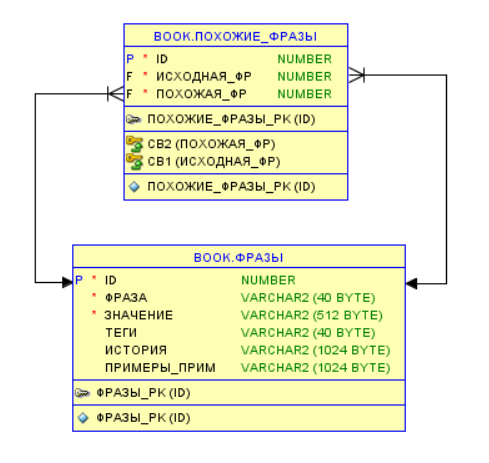 BOOK.ПОХОЖИЕ_ФРАЗЫ
P * ID NUMBER
F * ИСХОДНАЯ_ФР NUMBER
F * ПОХОЖАЯ_ФР NUMBER
ПОХОЖИЕ_ФРАЗЫ_PK (ID)
СВ2 (ПОХОЖАЯ_ФР)
СВ1 (ИСХОДНАЯ_ФР)
ПОХОЖИЕ_ФРАЗЫ_PK (ID)
BOOK.ФРАЗЫ
P * ID NUMBER
* ФРАЗА VARCHAR2 (40 BYTE)
* ЗНАЧЕНИЕ VARCHAR2 (512 BYTE)
ТЕГИ VARCHAR2 (40 BYTE)
ИСТОРИЯ VARCHAR2 (1024 BYTE)
ПРИМЕРЫ_ПРИМ VARCHAR2 (1024 BYTE)
ФРАЗЫ_PK (ID)
ФРАЗЫ_PK (ID)